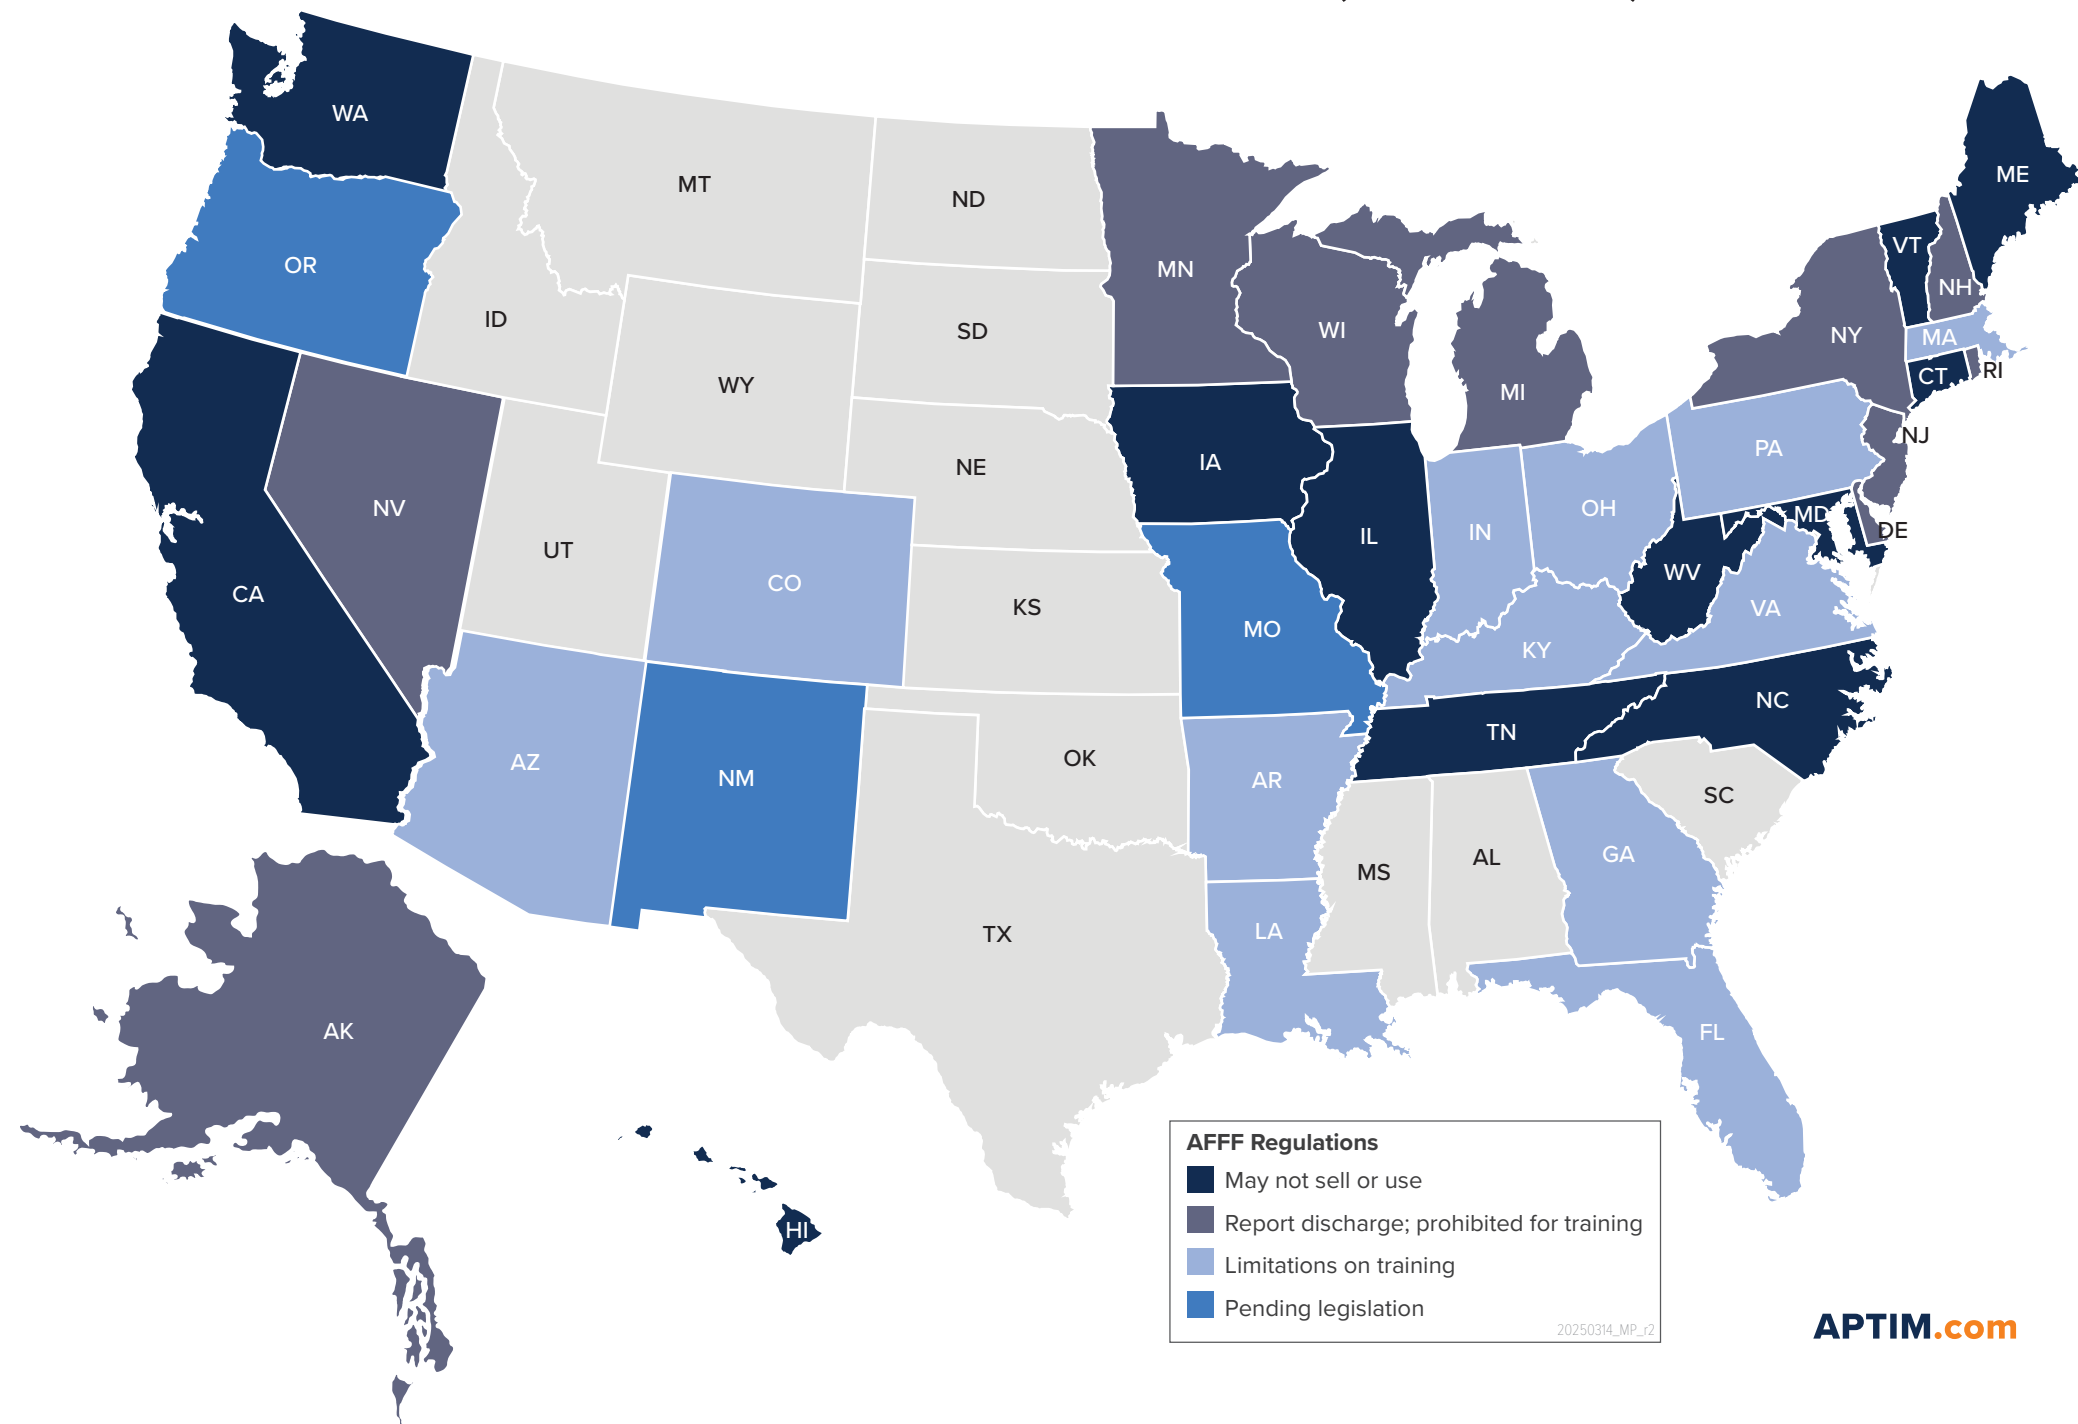 WA
ME
MT
ND
VT
OR
MN
NH
ID
SD
WI
NY
MA
RI
CT
WY
MI
NJ
IA
PA
NE
NV
OH
MD
IN
DE
UT
IL
CO
WV
CA
KS
VA
MO
KY
NC
TN
AZ
OK
NM
AR
SC
GA
AL
MS
TX
LA
AK
FL
HI
AFFF Regulations
May not sell or use
Report discharge; prohibited for training
Limitations on training
Pending legislation
20250314_MP_r2
APTIM.com